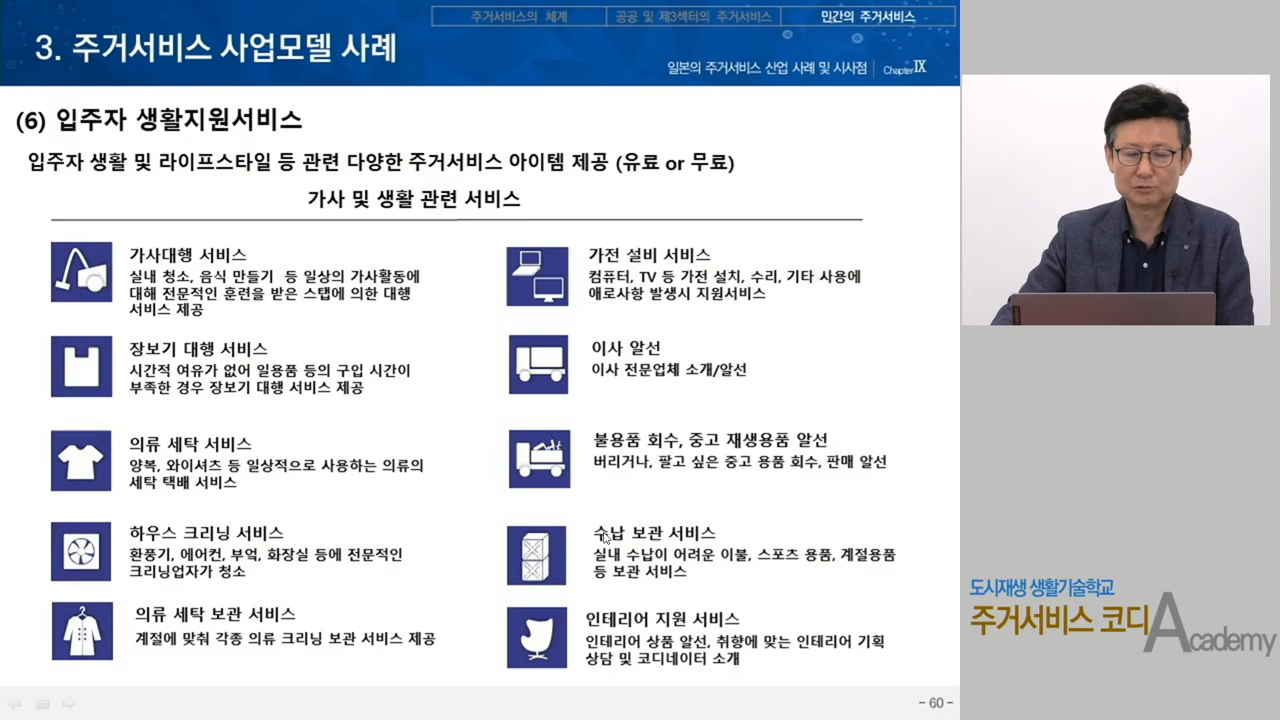 주거서비스의 체계
공공 및 제3섹터의 주거서비스
민간의 주거서비스
3. 주거서비스 사업모델 사례
일본의 주거서비스 산업 사례 및 시사점
Chapter Ⅸ
(6) 입주자 생활지원서비스
입주자 생활 및 라이프스타일 등 관련 다양한 주거서비스 아이템 제공 (유료 or 무료)
가사 및 생활 관련 서비스
가사대행 서비스
실내 청소, 음식 만들기 등 일상의 가사활동에
대해 전문적인 훈련을 받은 스탭에 의한 대행
서비스 제공
장보기 대행 서비스
시간적 여유가 없어 일용품 등의 구입 시간이
부족한 경우 장보기 대행 서비스 제공
의류 세탁 서비스
양복, 와이셔츠 등 일상적으로 사용하는 의류의
세탁 택배 서비스
하우스 크리닝 서비스
환풍기, 에어컨, 부엌, 화장실 등에 전문적인
크리닝업자가 청소
의류 세탁 보관 서비스
계절에 맞춰 각종 의류 크리닝 보관 서비스 제공
가전 설비 서비스
컴퓨터, TV 등 가전 설치, 수리, 기타 사용에
애로사항 발생시 지원서비스
이사 알선
이사 전문업체 소개/알선
불용품 회수, 중고 재생용품 알선
버리거나, 팔고 싶은 중고 용품 회수, 판매 알선
수납 보관 서비스
실내 수납이 어려운 이불, 스포츠 용품, 계절용품
등 보관 서비스
인테리어 지원 서비스
인테리어 상품 알선, 취향에 맞는 인테리어 기획
상담 및 코디네이터 소개
- 60 -
도시재생 생활기술학교
주거서비스 코디 Academy